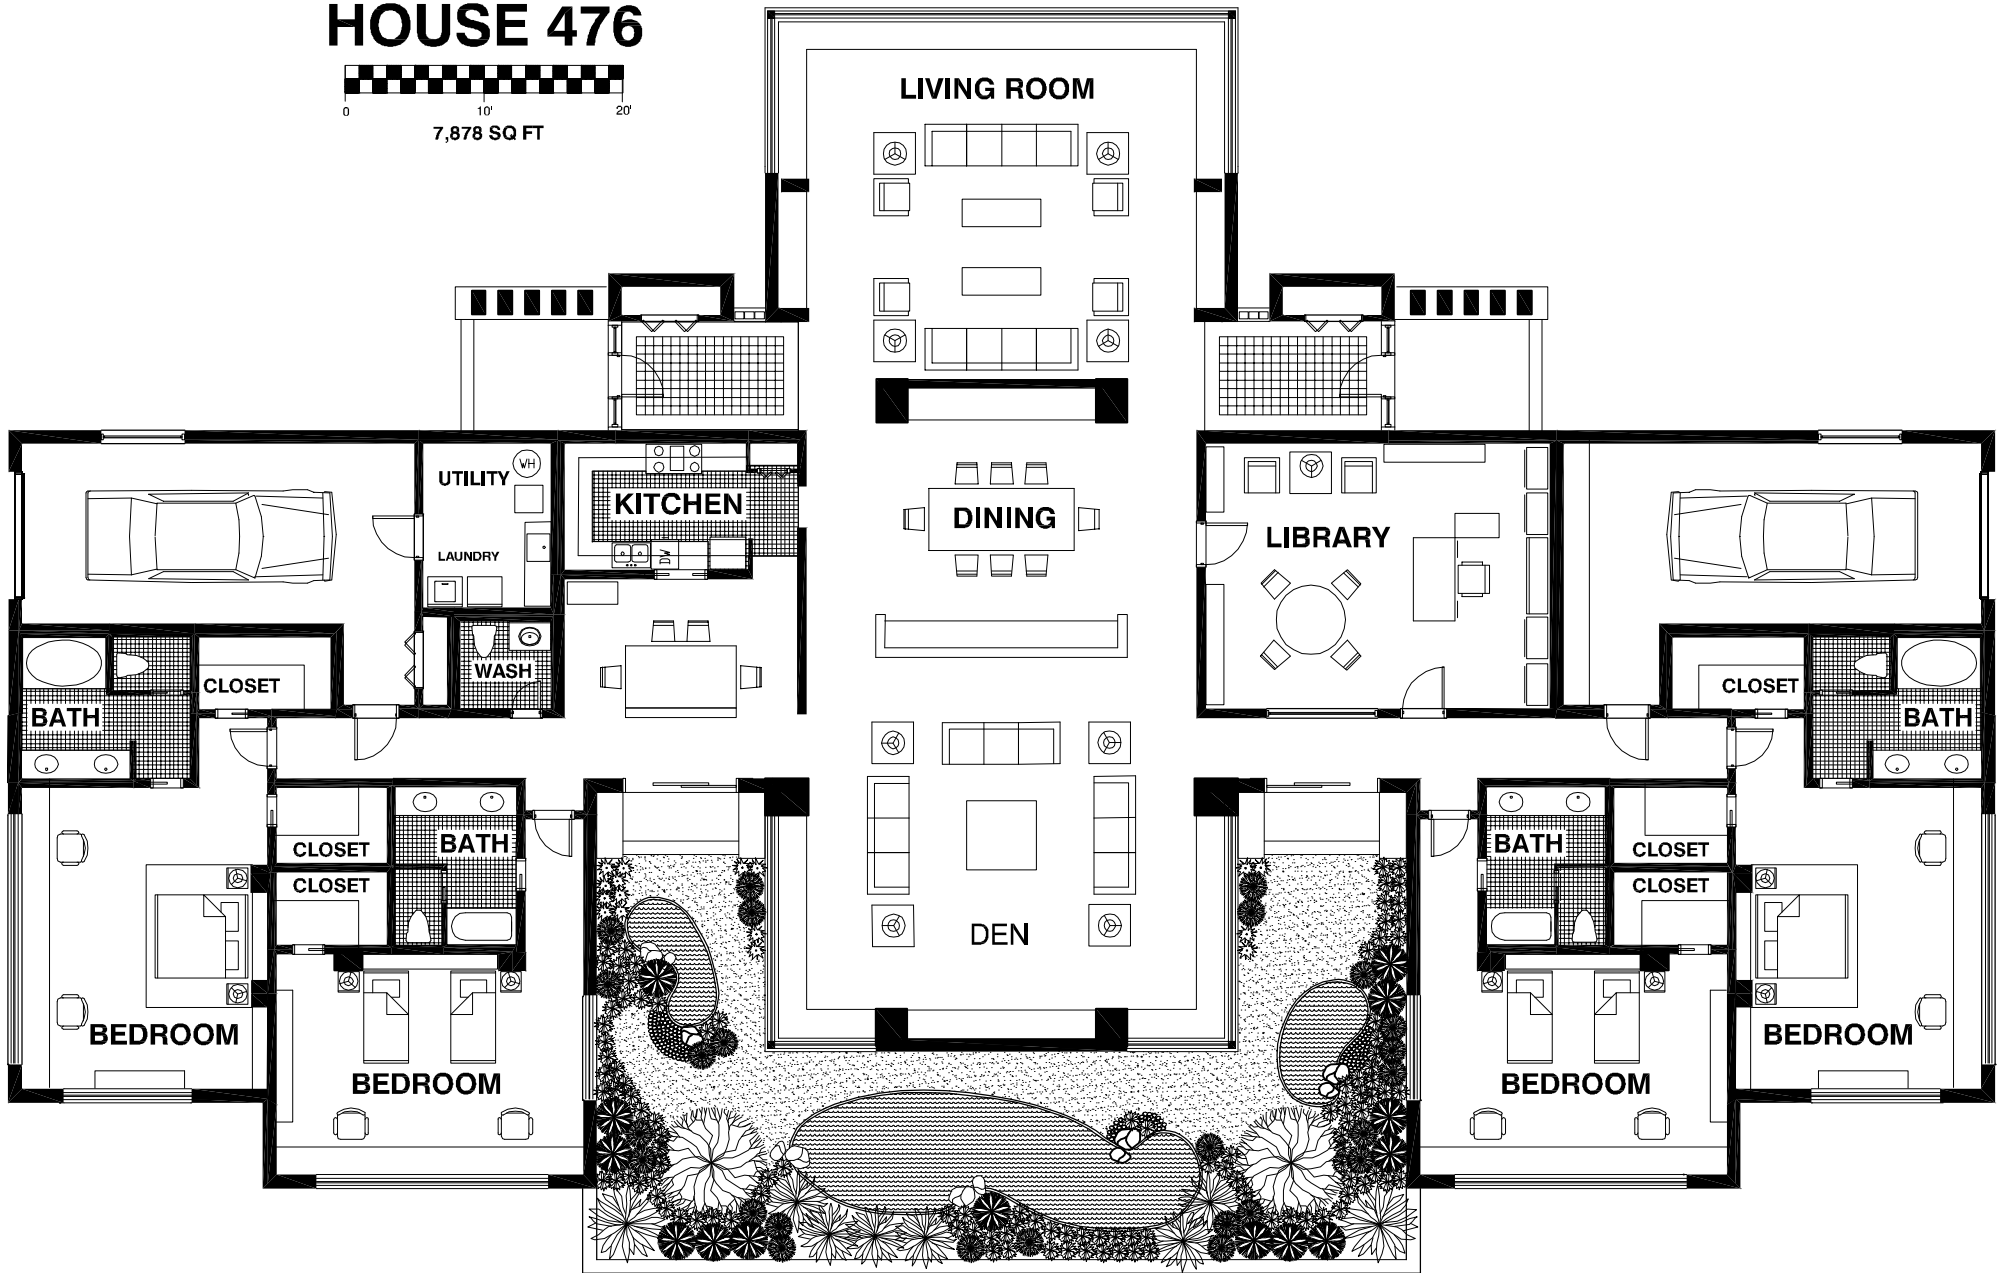 HOUSE 476
0 10' 20'
7,878 SQ FT
LIVING ROOM
UTILITY
WH
KITCHEN
DINING
LIBRARY
LAUNDRY
DW
WASH
CLOSET
CLOSET
BATH
BATH
BATH
BATH
CLOSET
CLOSET
CLOSET
CLOSET
DEN
BEDROOM
BEDROOM
BEDROOM
BEDROOM